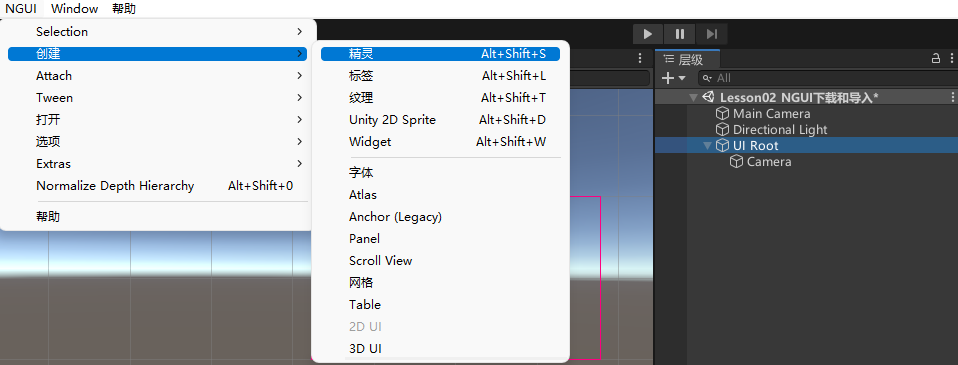 NGUI Window 帮助
Selection
创建
Attach
Tween
打开
选项
Extras
Normalize Depth Hierarchy Alt+Shift+0
帮助
精灵 Alt+Shift+S
标签 Alt+Shift+L
纹理 Alt+Shift+T
Unity 2D Sprite Alt+Shift+D
Widget Alt+Shift+W
字体
Atlas
Anchor (Legacy)
Panel
Scroll View
网格
Table
2D UI
3D UI
层级
All
Lesson02 NGUI下载和导入*
Main Camera
Directional Light
UI Root
Camera